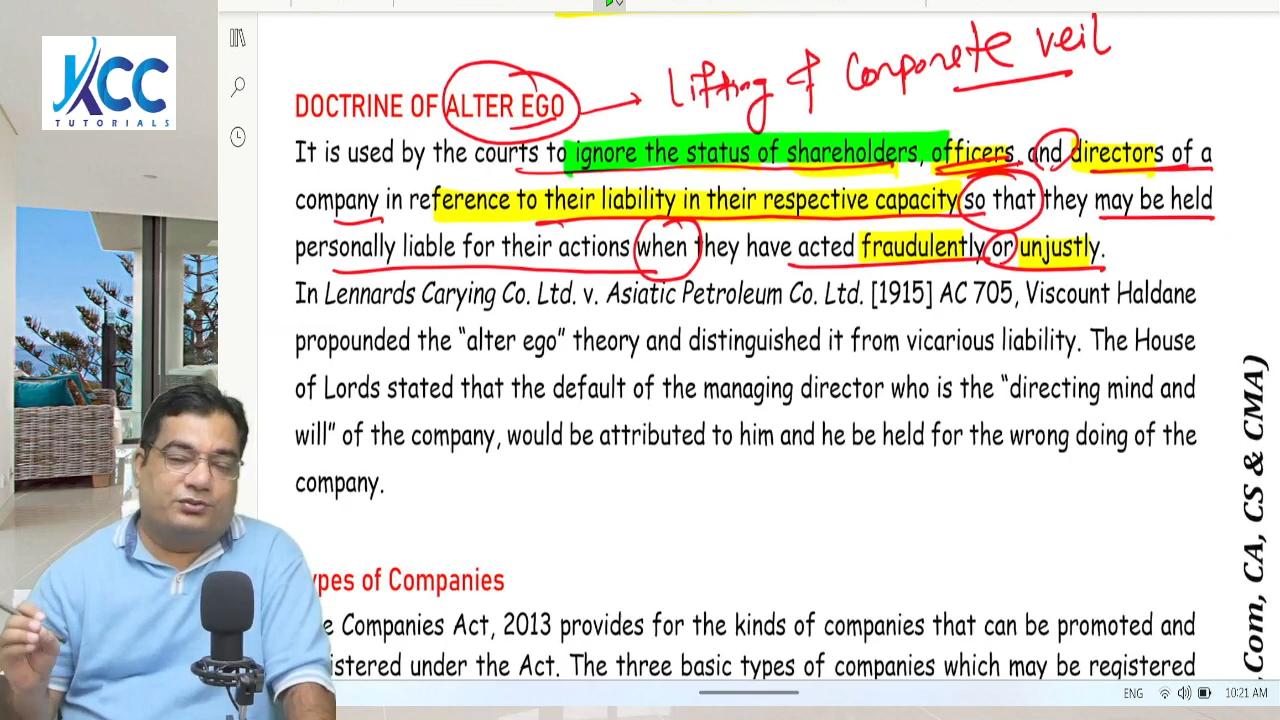 KCC
TUTORIALS
Lifting of Corporete veil
DOCTRINE OF ALTER EGO
It is used by the courts to ignore the status of shareholders, officers, and directors of a
company in reference to their liability in their respective capacity so that they may be held
personally liable for their actions when they have acted fraudulently or unjustly.
In Lennards Carying Co. Ltd. v. Asiatic Petroleum Co. Ltd. [1915] AC 705, Viscount Haldane
propounded the “alter ego” theory and distinguished it from vicarious liability. The House
of Lords stated that the default of the managing director who is the “directing mind and
will” of the company, would be attributed to him and he be held for the wrong doing of the
company.
ypes of Companies
e Companies Act, 2013 provides for the kinds of companies that can be promoted and
istered under the Act. The three basic types of companies which may be registered
.Com, CA, CS & CMA)
ENG 10:21 AM